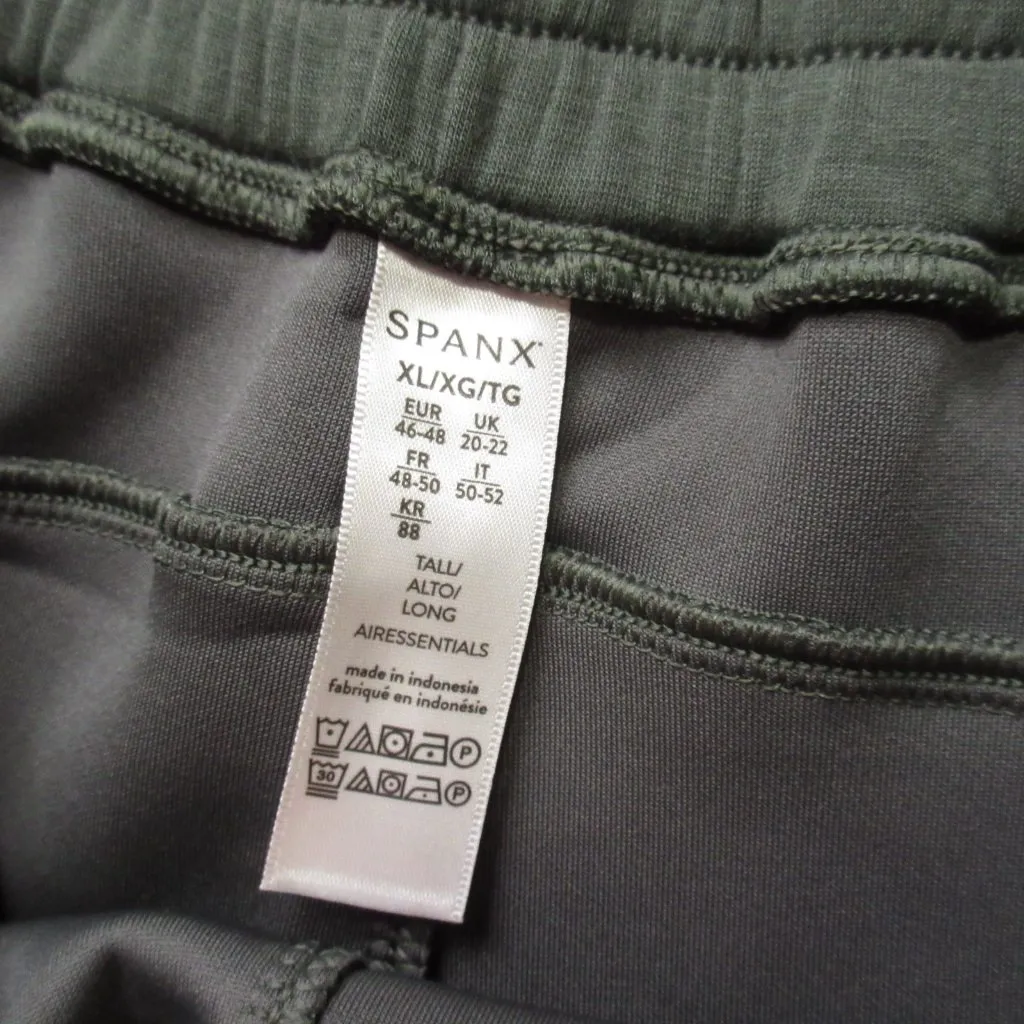 SPANX
XL/XG/TG
EUR UK
46-48 20-22
FR IT
48-50 50-52
KR
88
TALL/
ALTO/
LONG
AIRESSENTIALS
made in indonesia
fabriqué en indonésie
P
30 P